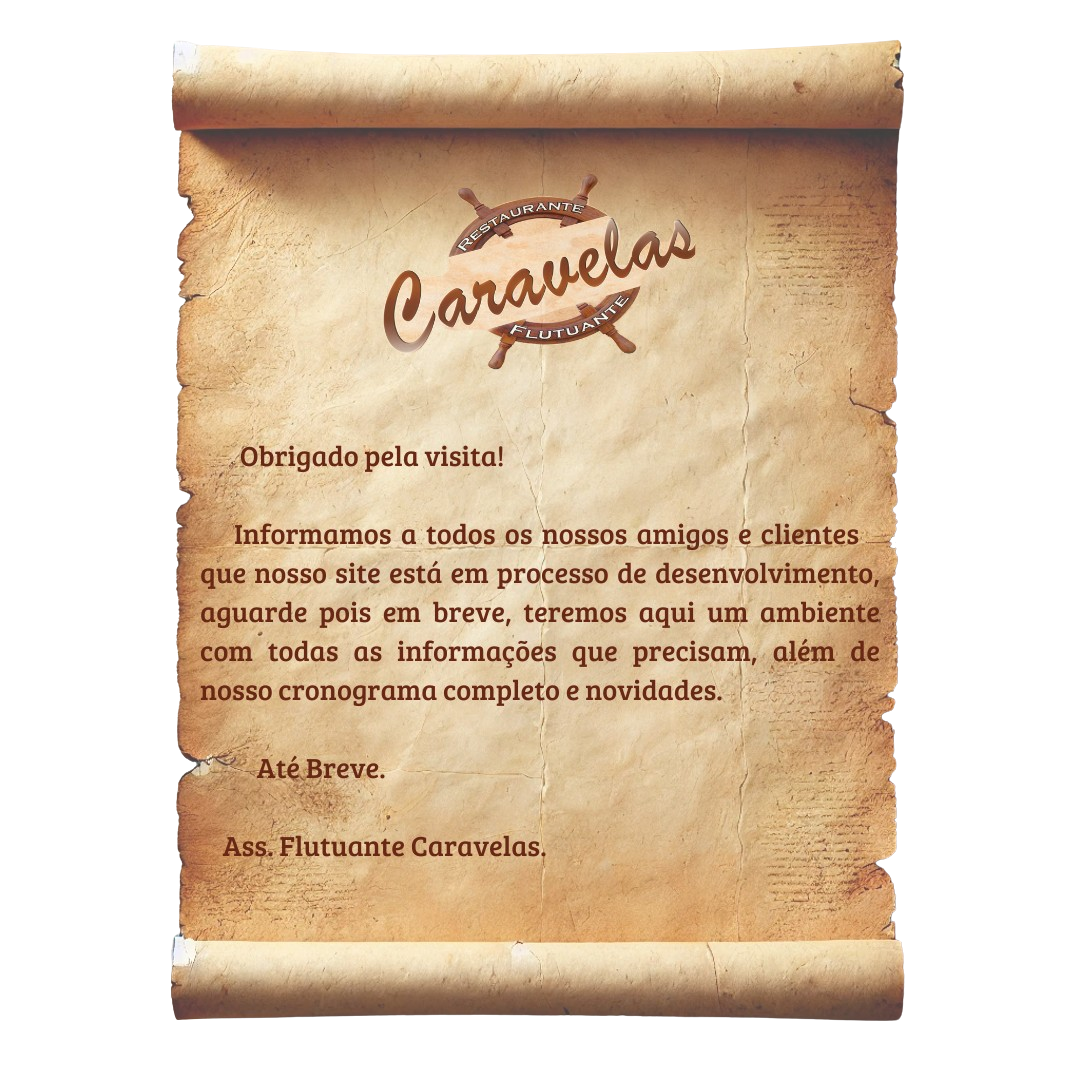 RESTAURANTE
Caravelas
FLUTUANTE
Obrigado pela visita!
Informamos a todos os nossos amigos e clientes
que nosso site está em processo de desenvolvimento,
aguarde pois em breve, teremos aqui um ambiente
com todas as informações que precisam, além de
nosso cronograma completo e novidades.
Até Breve.
Ass. Flutuante Caravelas.